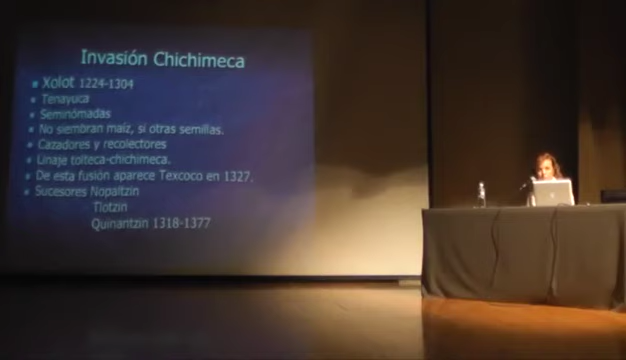 Invasión Chichimeca
Xolot 1224-1304
Tenayuca
Seminómadas
No siembran maíz, si otras semillas.
Cazadores y recolectores
Linaje tolteca-chichimeca.
De esta fusión aparece Texcoco en 1327.
Sucesores Nopaltzin
Tlotzin
Quinantzin 1318-1377